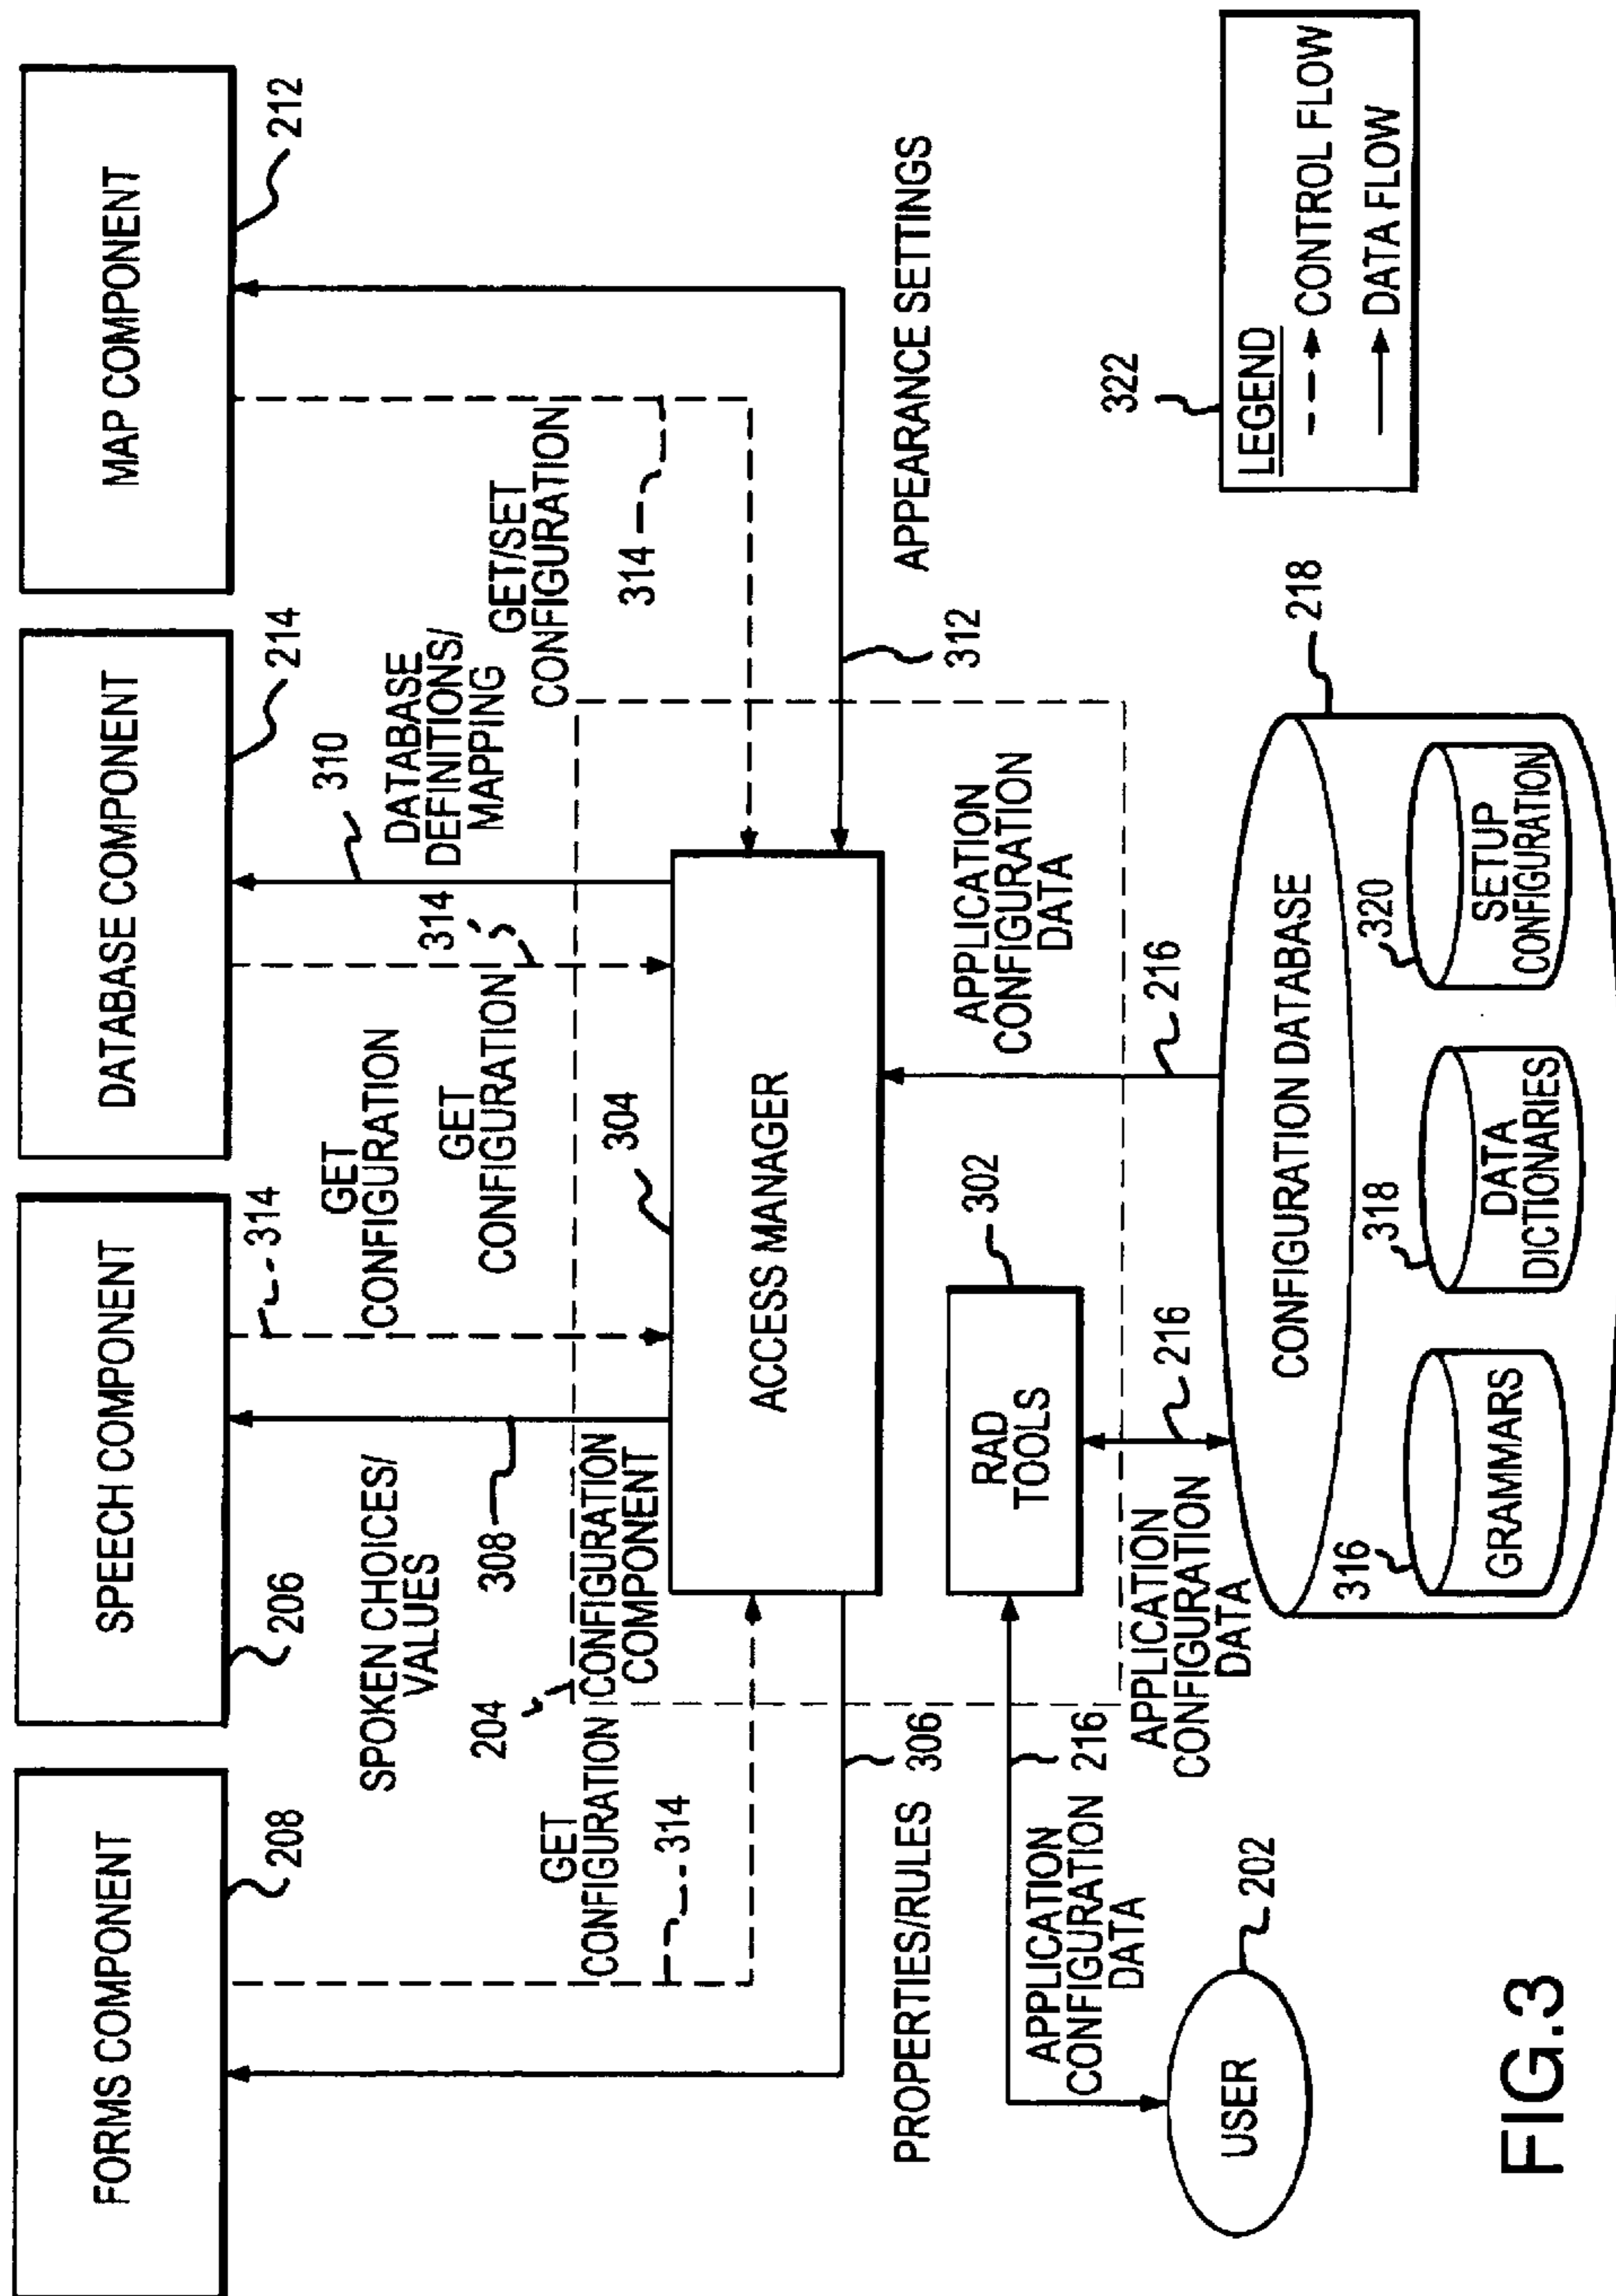 FORMS COMPONENT
208
SPEECH COMPONENT
206
DATABASE COMPONENT
214
MAP COMPONENT
212
SPOKEN CHOICES/
VALUES
308
314
GET
CONFIGURATION
GET
CONFIGURATION
314
310
DATABASE
DEFINITIONS/
MAPPING
GET/SET
CONFIGURATION
314
GET
CONFIGURATION
314
204
CONFIGURATION
COMPONENT
304
ACCESS MANAGER
PROPERTIES/RULES
306
312
APPEARANCE SETTINGS
302
RAD
TOOLS
APPLICATION
CONFIGURATION
DATA
216
APPLICATION
CONFIGURATION
DATA
216
APPLICATION
CONFIGURATION
DATA
216
USER
202
CONFIGURATION DATABASE
218
316
GRAMMARS
318
DATA
DICTIONARIES
320
SETUP
CONFIGURATION
322
LEGEND
CONTROL FLOW
DATA FLOW
FIG.3